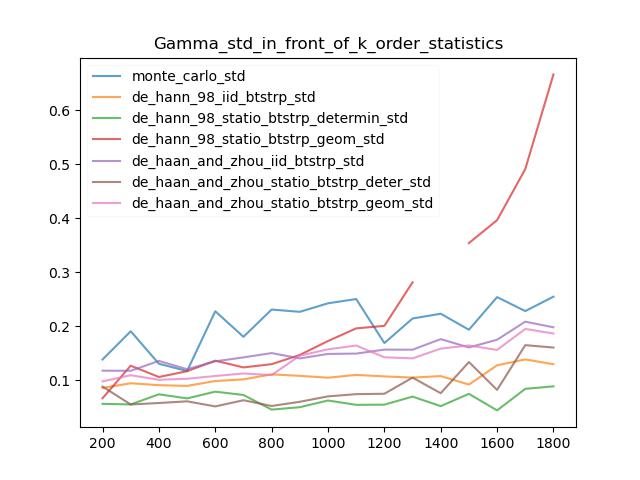 Gamma_std_in_front_of_k_order_statistics
monte_carlo_std
de_hann_98_iid_btstrp_std
de_hann_98_statio_btstrp_determin_std
de_hann_98_statio_btstrp_geom_std
de_haan_and_zhou_iid_btstrp_std
de_haan_and_zhou_statio_btstrp_deter_std
de_haan_and_zhou_statio_btstrp_geom_std
0.6
0.5
0.4
0.3
0.2
0.1
200 400 600 800 1000 1200 1400 1600 1800